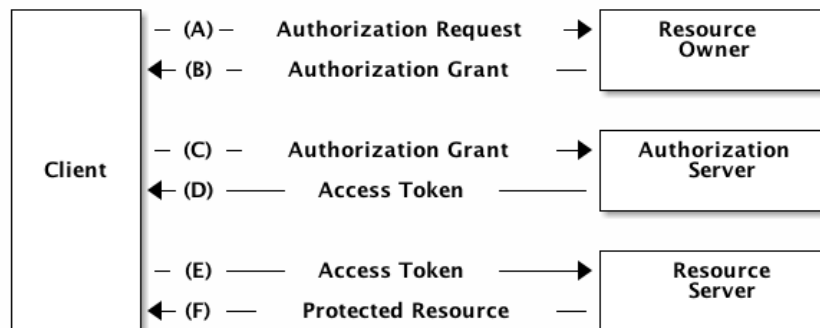 (A) Authorization Request
Resource
Owner
(B) Authorization Grant
Client
(C) Authorization Grant
Authorization
Server
(D) Access Token
(E) Access Token
Resource
Server
(F) Protected Resource